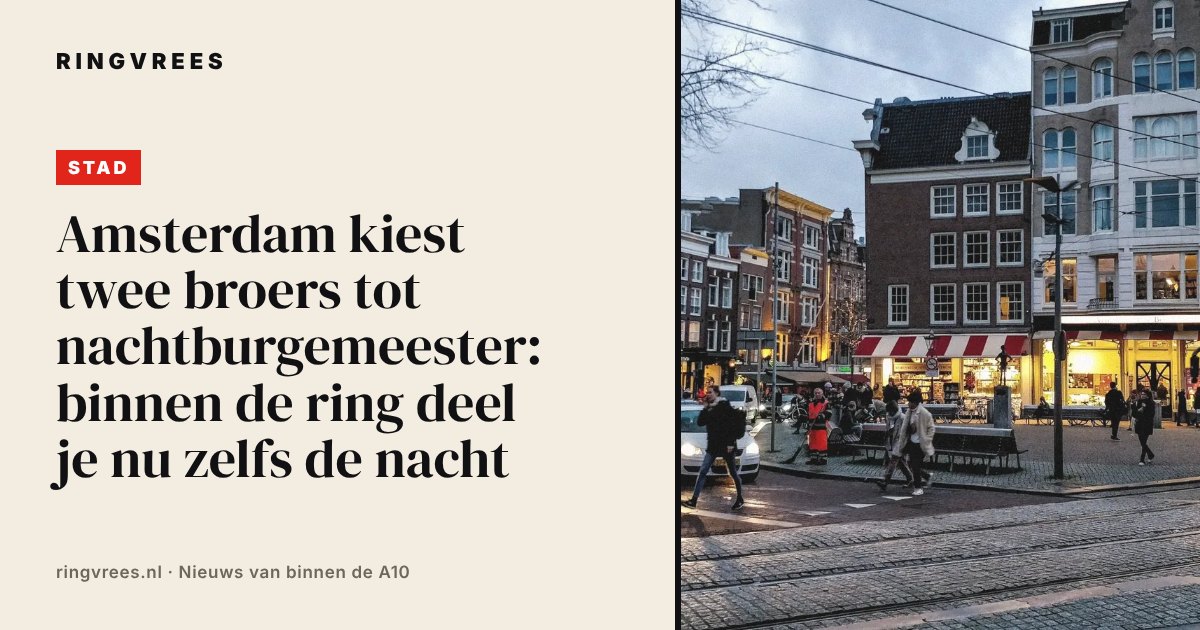 RINGVREES
STAD
Amsterdam kiest
twee broers tot
nachtburgemeester:
binnen de ring deel
je nu zelfs de nacht
ringvrees.nl · Nieuws van binnen de A10